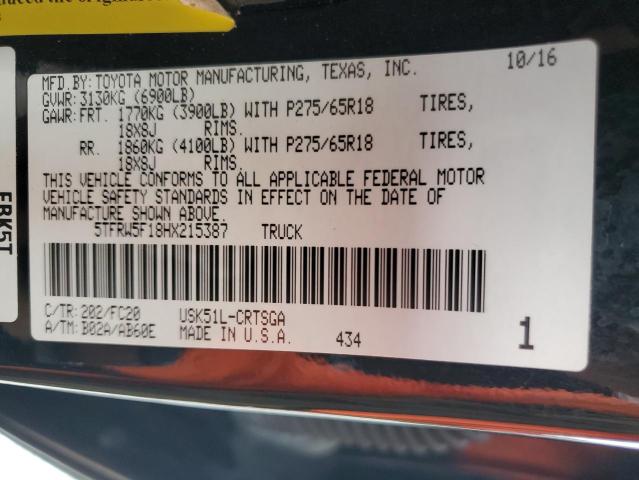 MFD.BY: TOYOTA MOTOR MANUFACTURING, TEXAS, INC. 10/16
GVWR: 3130KG (6900LB)
GAWR: FRT. 1770KG (3900LB) WITH P275/65R18 TIRES,
18X8J RIMS.
RR. 1860KG (4100LB) WITH P275/65R18 TIRES,
18X8J RIMS.
THIS VEHICLE CONFORMS TO ALL APPLICABLE FEDERAL MOTOR
VEHICLE SAFETY STANDARDS IN EFFECT ON THE DATE OF
MANUFACTURE SHOWN ABOVE.
5TFRW5F18HX215387 TRUCK
C/TR: 202/FC20 USK51L-CRTSGA
A/TM: B02A/AB60E MADE IN U.S.A. 434 1
FBK5T